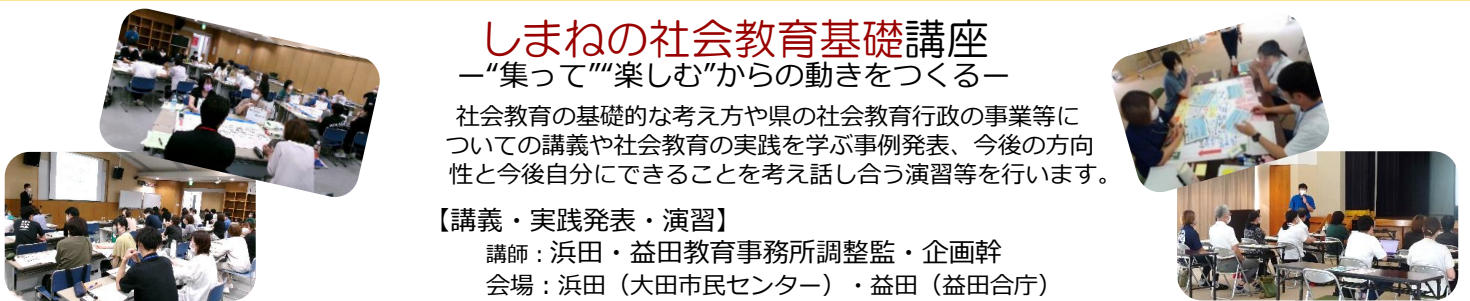 しまねの社会教育基礎講座
ー“集って”“楽しむ”からの動きをつくるー
社会教育の基礎的な考え方や県の社会教育行政の事業等に
ついての講義や社会教育の実践を学ぶ事例発表、今後の方向
性と今後自分にできることを考え話し合う演習等を行います。
【講義・実践発表・演習】
講師：浜田・益田教育事務所調整監・企画幹
会場：浜田（大田市民センター）・益田（益田合庁）